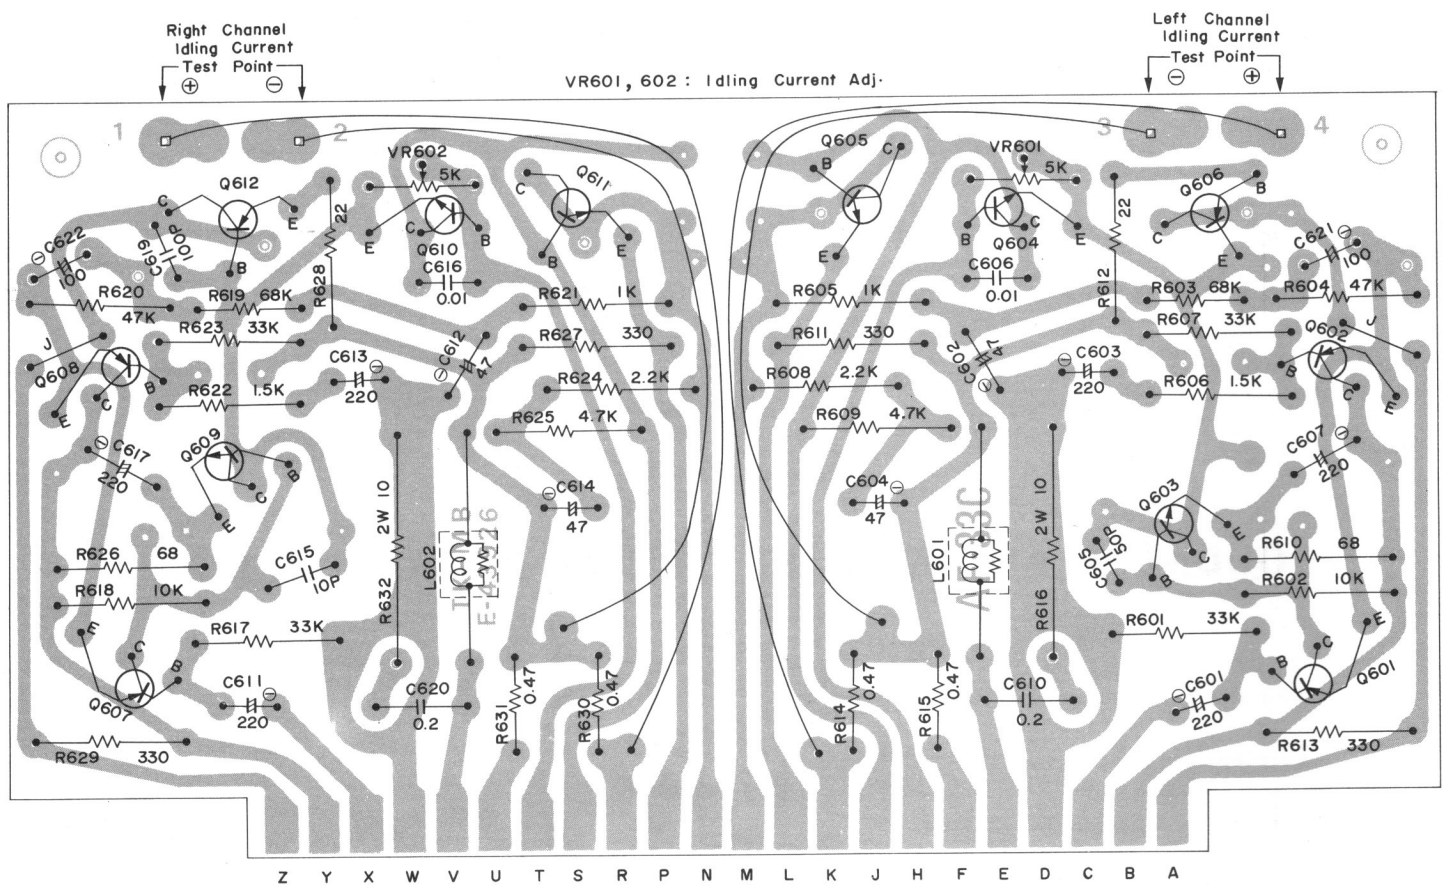 Right Channel
Idling Current
Test Point
⊕ ⊖
Left Channel
Idling Current
Test Point
⊖ ⊕
VR601, 602 : Idling Current Adj.
1
2
3
4
VR602
5K
Q612
C
E
B
22
R628
C619
10P
C622
100
R620
47K
R619 68K
R623 33K
J
Q608
B
C
E
R622 1.5K
C613
220
Q610
C
B
E
C616
0.01
Q611
C
B
E
R621 1K
R627 330
C612
47
R624 2.2K
R625 4.7K
C617
220
Q609
B
C
E
C614
47
2W 10
R632
L602
E-43526
R626 68
C615
10P
R618 10K
R617 33K
E
C
B
Q607
C611
220
R629 330
C620
0.2
R631
0.47
R630
0.47
Q605
B
C
E
VR601
5K
Q604
B
C
E
C606
0.01
22
R612
Q606
B
C
E
C621
100
R605 1K
R603 68K
R604 47K
R611 330
R607 33K
Q602
J
B
C
E
C602
47
C603
220
R608 2.2K
R606 1.5K
R609 4.7K
C607
220
C604
47
2W 10
R616
L601
Q603
E
C
B
C605
50P
R610 68
R602 10K
R601 33K
E
C
B
Q601
C601
220
C610
0.2
R614
0.47
R615
0.47
R613 330
Z Y X W V U T S R P N M L K J H F E D C B A